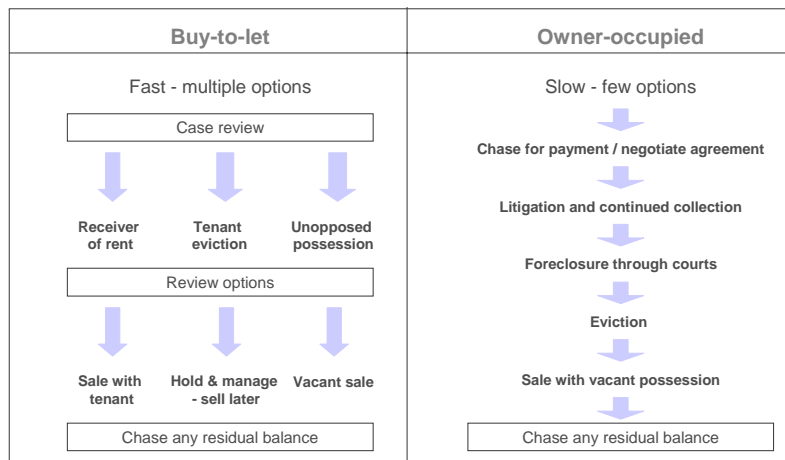 Buy-to-let
Fast - multiple options
Case review
Receiver
of rent
Tenant
eviction
Unopposed
possession
Review options
Sale with
tenant
Hold & manage
- sell later
Vacant sale
Chase any residual balance
Owner-occupied
Slow - few options
Chase for payment / negotiate agreement
Litigation and continued collection
Foreclosure through courts
Eviction
Sale with vacant possession
Chase any residual balance